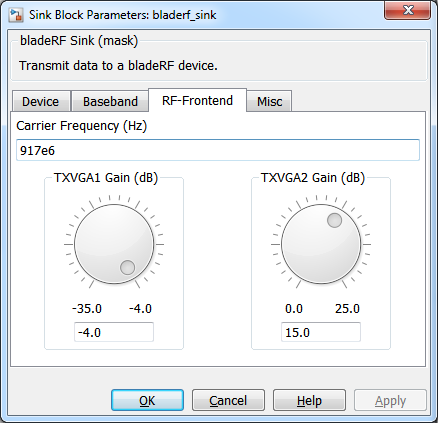 Sink Block Parameters: bladerf_sink
bladeRF Sink (mask)
Transmit data to a bladeRF device.
Device Baseband RF-Frontend Misc
Carrier Frequency (Hz)
917e6
TXVGA1 Gain (dB) TXVGA2 Gain (dB)
-35.0 -4.0 0.0 25.0
-4.0 15.0
OK Cancel Help Apply